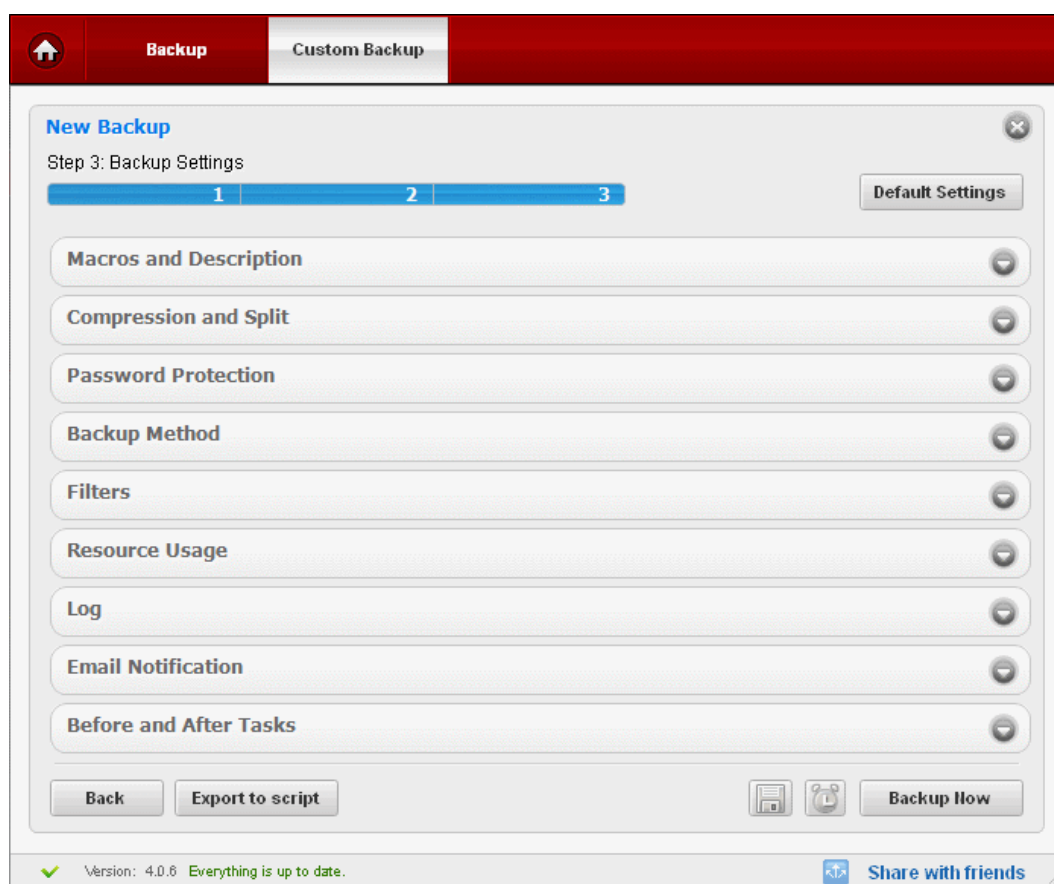 Backup Custom Backup
New Backup
Step 3: Backup Settings
1 2 3 Default Settings
Macros and Description
Compression and Split
Password Protection
Backup Method
Filters
Resource Usage
Log
Email Notification
Before and After Tasks
Back Export to script Backup Now
Version: 4.0.6 Everything is up to date. Share with friends